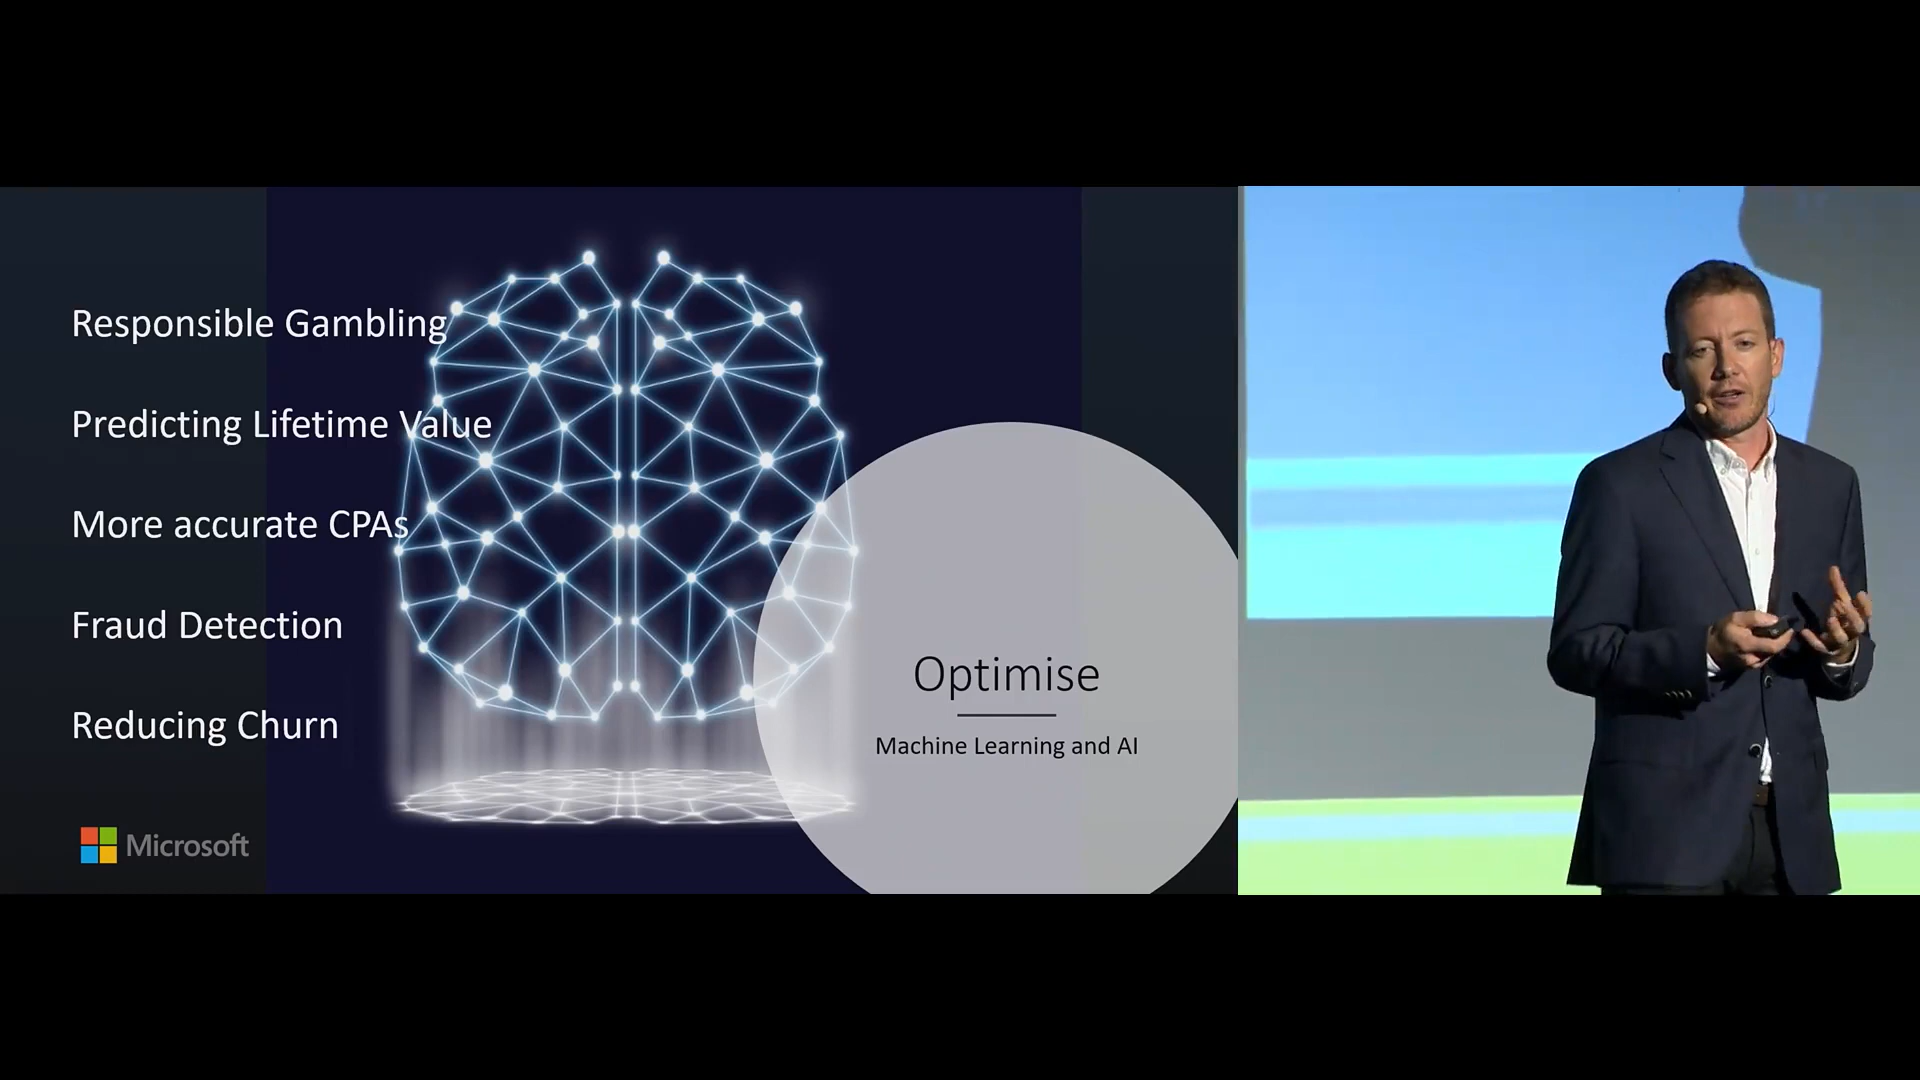 Responsible Gambling
Predicting Lifetime Value
More accurate CPAs
Fraud Detection
Reducing Churn
Microsoft
Optimise
Machine Learning and AI